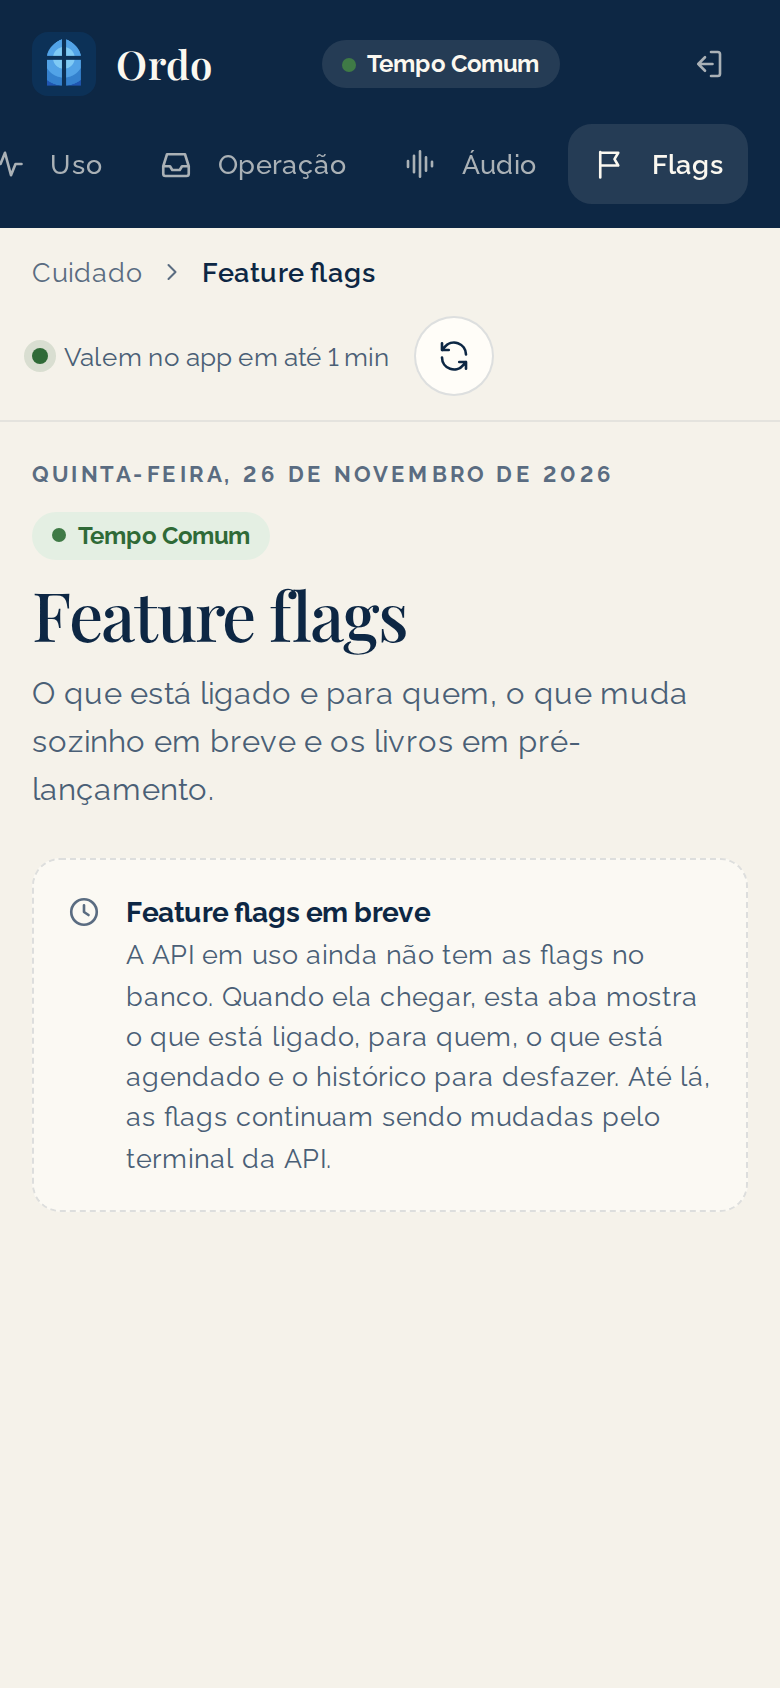 Ordo
Tempo Comum
Uso
Operação
Áudio
Flags
Cuidado
Feature flags
Valem no app em até 1 min
QUINTA-FEIRA, 26 DE NOVEMBRO DE 2026
Tempo Comum
Feature flags
O que está ligado e para quem, o que muda
sozinho em breve e os livros em pré-
lançamento.
Feature flags em breve
A API em uso ainda não tem as flags no
banco. Quando ela chegar, esta aba mostra
o que está ligado, para quem, o que está
agendado e o histórico para desfazer. Até lá,
as flags continuam sendo mudadas pelo
terminal da API.